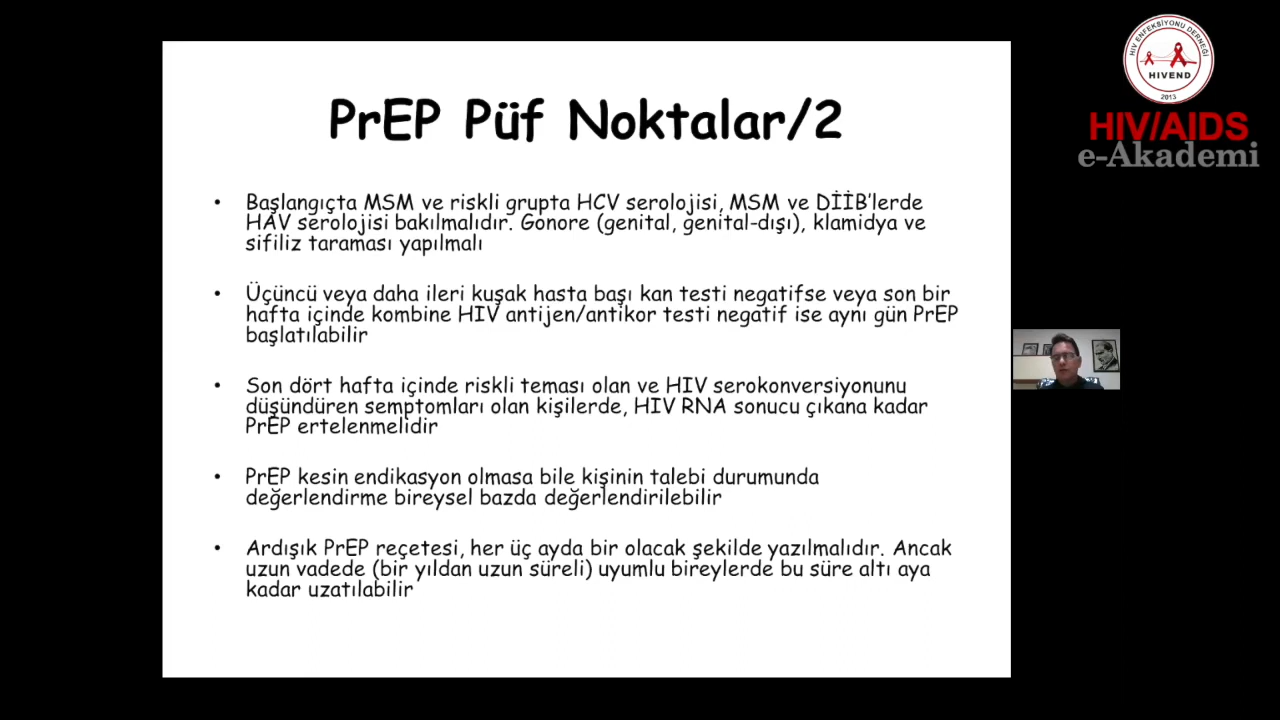 PrEP Püf Noktalar/2
• Başlangıçta MSM ve riskli grupta HCV serolojisi, MSM ve DİİB'lerde
HAV serolojisi bakılmalıdır. Gonore (genital, genital-dışı), klamidya ve
sifiliz taraması yapılmalı
• Üçüncü veya daha ileri kuşak hasta başı kan testi negatifse veya son bir
hafta içinde kombine HIV antijen/antikor testi negatif ise aynı gün PrEP
başlatılabilir
• Son dört hafta içinde riskli teması olan ve HIV serokonversiyonunu
düşündüren semptomları olan kişilerde, HIV RNA sonucu çıkana kadar
PrEP ertelenmelidir
• PrEP kesin endikasyon olmasa bile kişinin talebi durumunda
değerlendirme bireysel bazda değerlendirilebilir
• Ardışık PrEP reçetesi, her üç ayda bir olacak şekilde yazılmalıdır. Ancak
uzun vadede (bir yıldan uzun süreli) uyumlu bireylerde bu süre altı aya
kadar uzatılabilir
HIV ENFEKSİYONU DERNEĞİ
HIVEND
2013
HIV/AIDS
e-Akademi